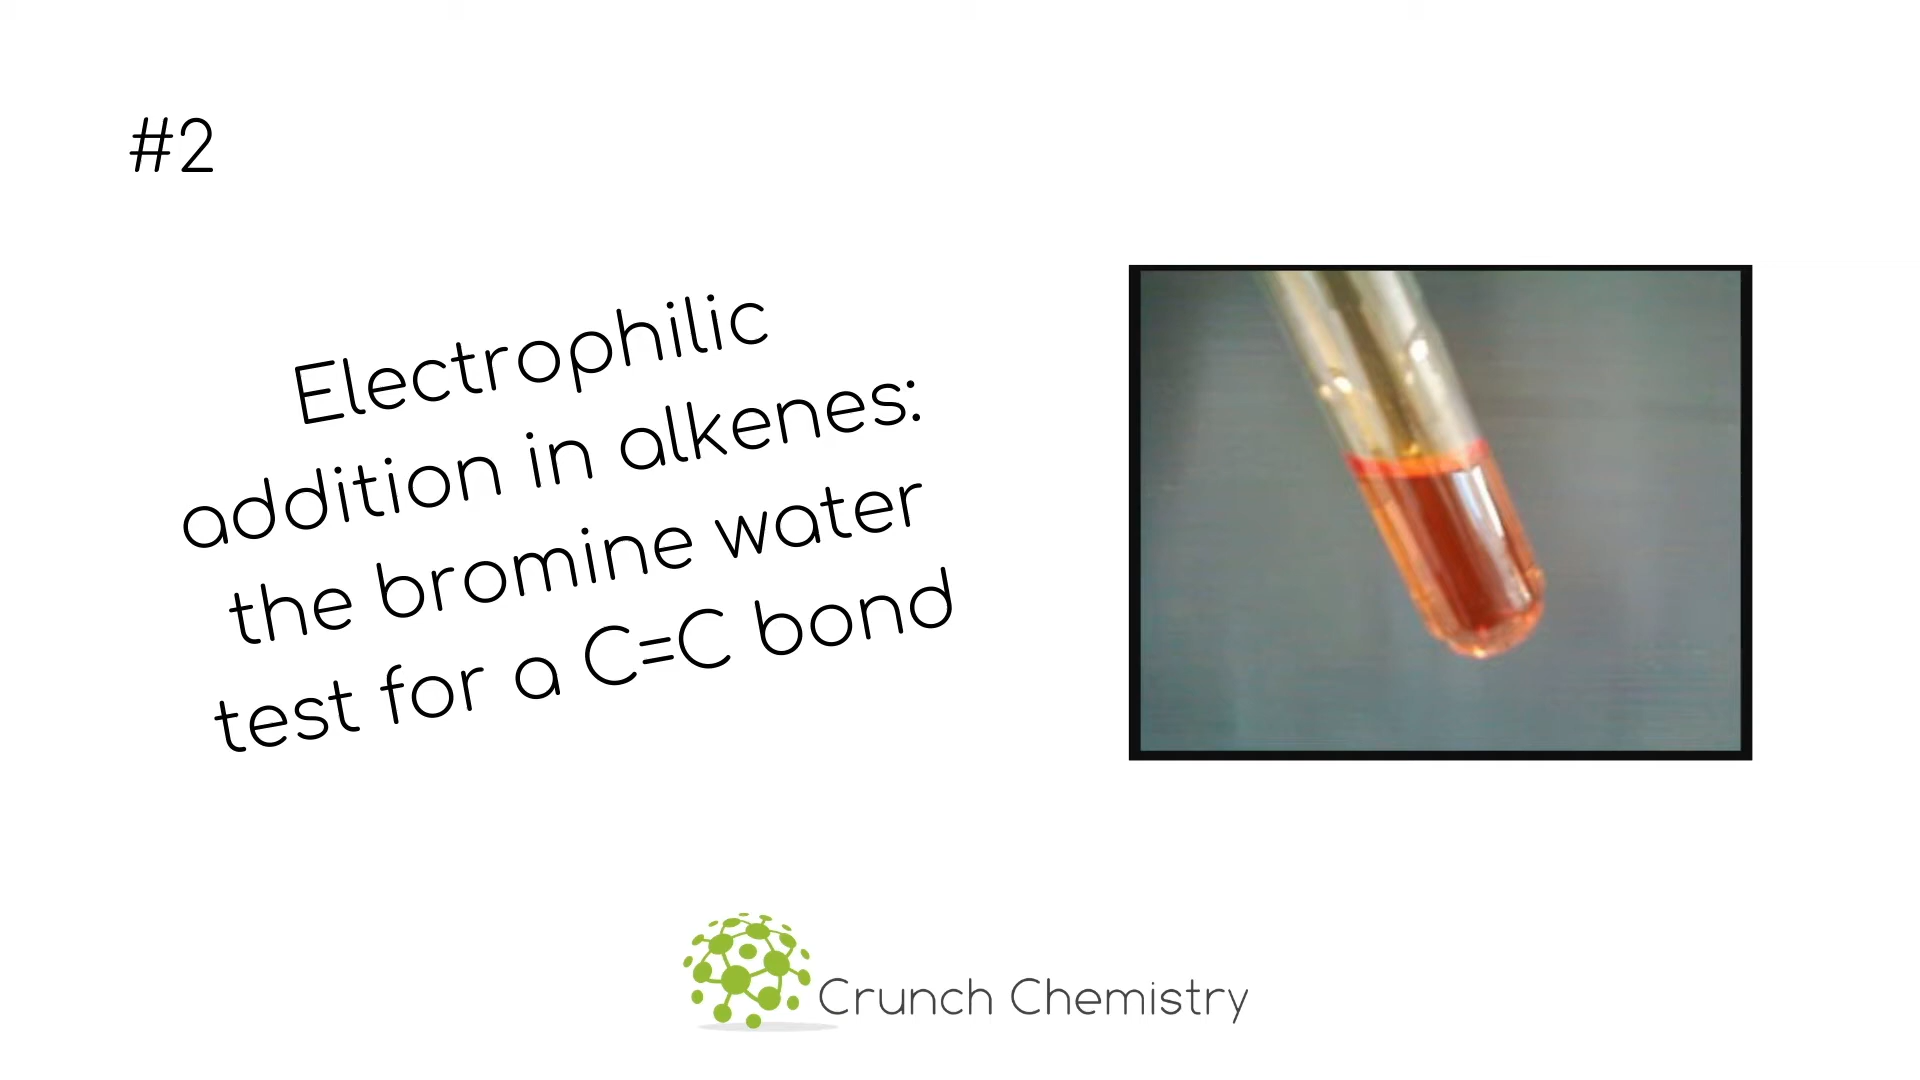 #2
Electrophilic
addition in alkenes:
the bromine water
test for a C=C bond
Crunch Chemistry